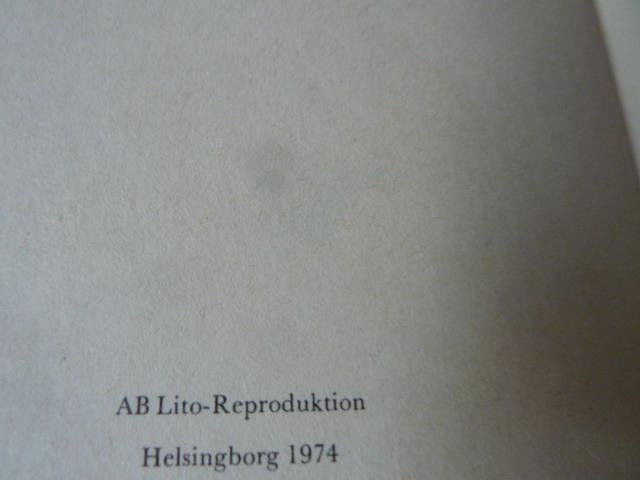 AB Lito-Reproduktion
Helsingborg 1974